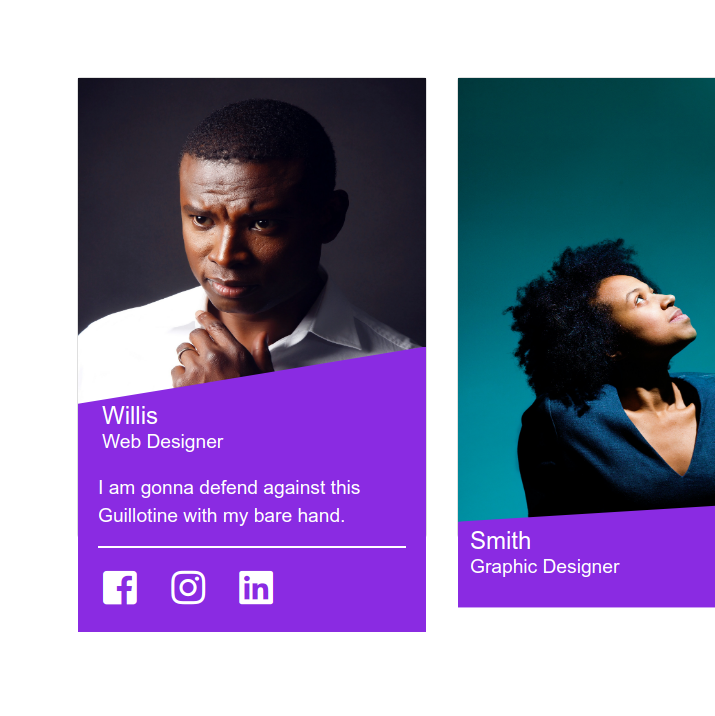 Willis
Web Designer
I am gonna defend against this
Guillotine with my bare hand.
Smith
Graphic Designer